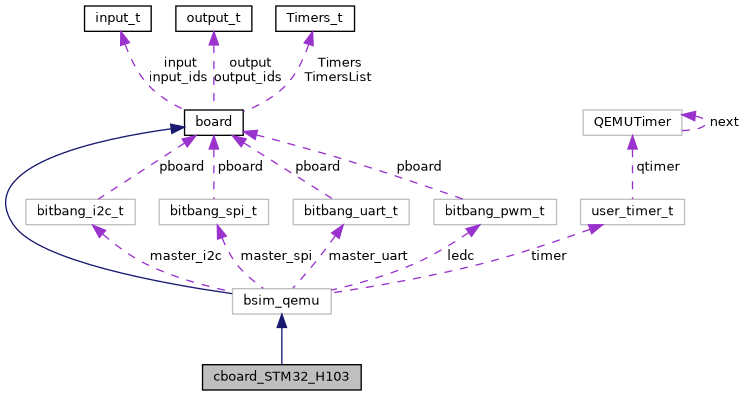 input_t
output_t
Timers_t
input
input_ids
output
output_ids
Timers
TimersList
board
QEMUTimer
next
pboard
pboard
pboard
pboard
qtimer
bitbang_i2c_t
bitbang_spi_t
bitbang_uart_t
bitbang_pwm_t
user_timer_t
master_i2c
master_spi
master_uart
ledc
timer
bsim_qemu
cboard_STM32_H103